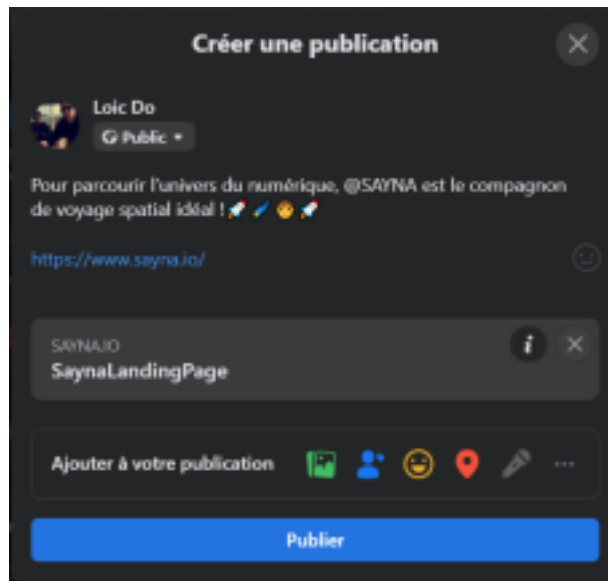 Créer une publication
Loic Do
Public
Pour parcourir l'univers du numérique, @SAYNA est le compagnon
de voyage spatial idéal !🚀
https://www.sayna.io/
SAYNA.IO
SaynaLandingPage
Ajouter à votre publication
Publier